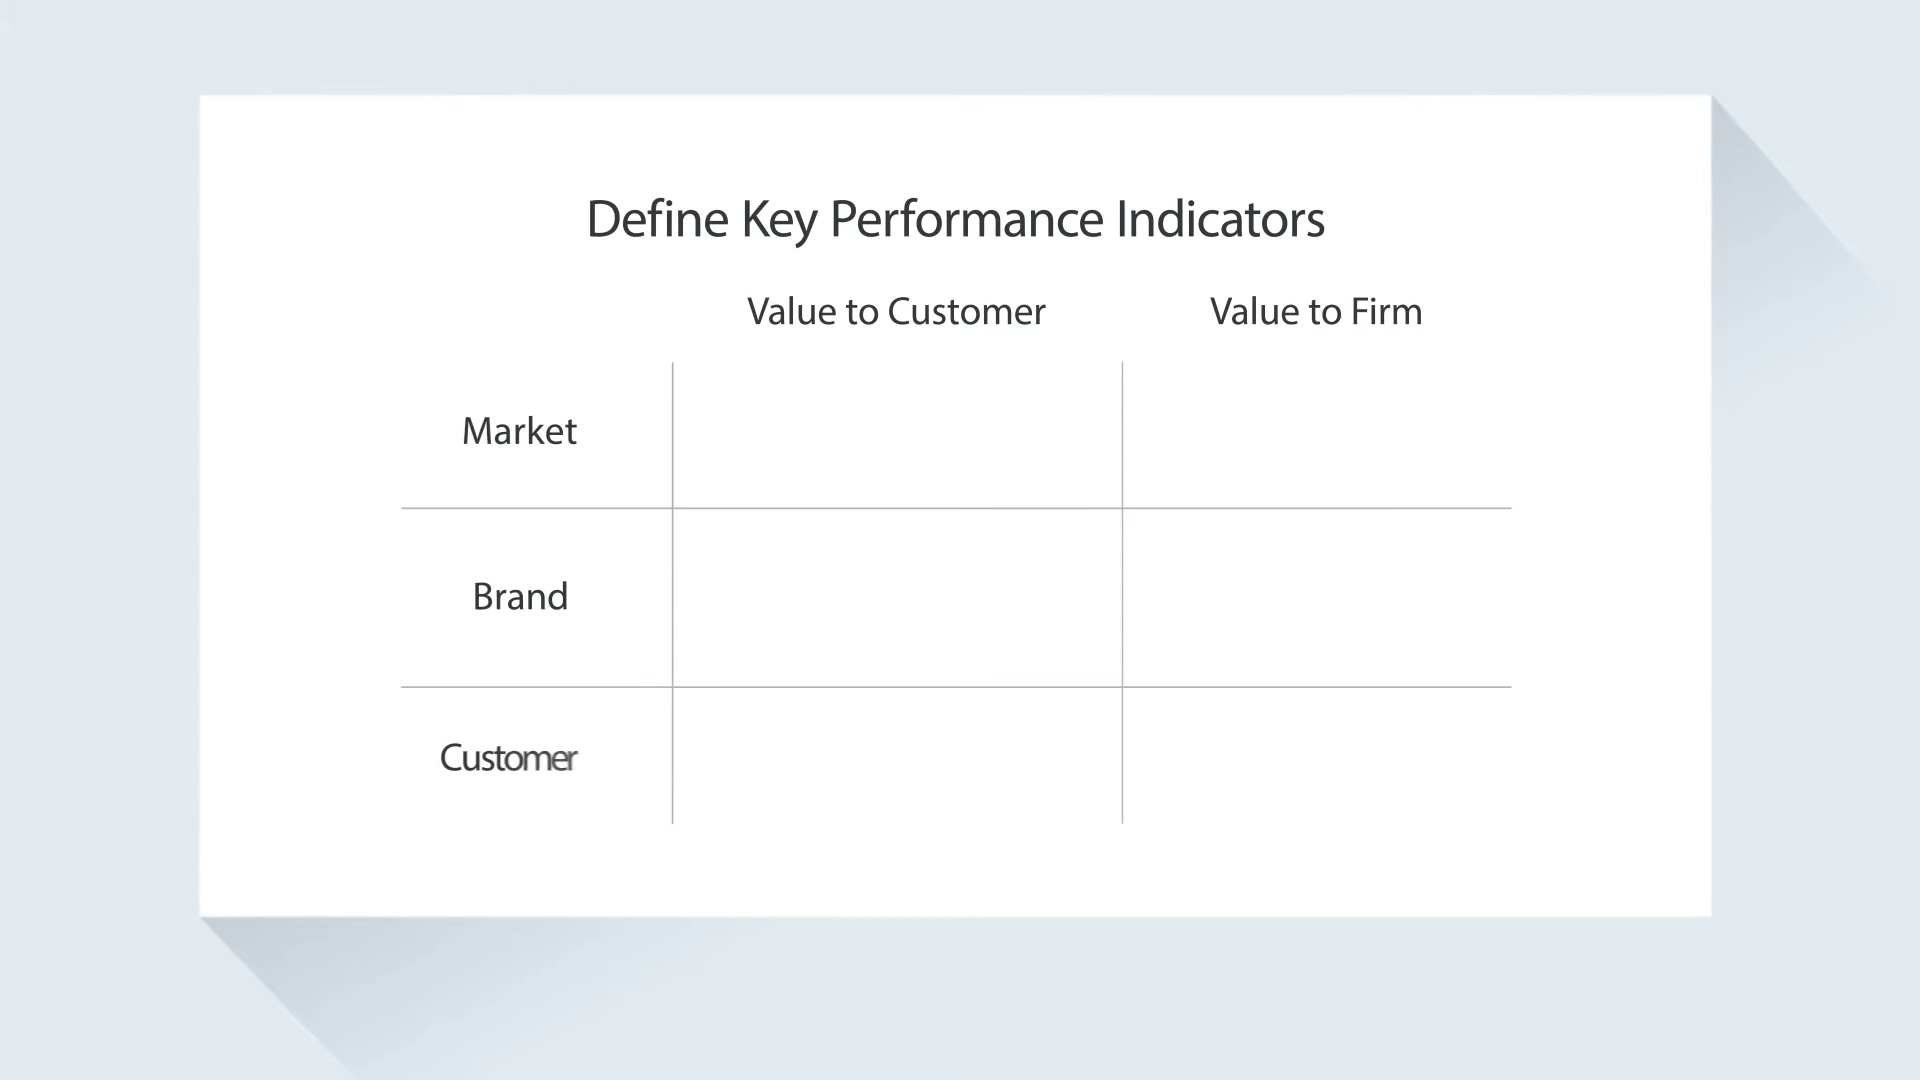 Define Key Performance Indicators
Value to Customer Value to Firm
Market
Brand
Customer